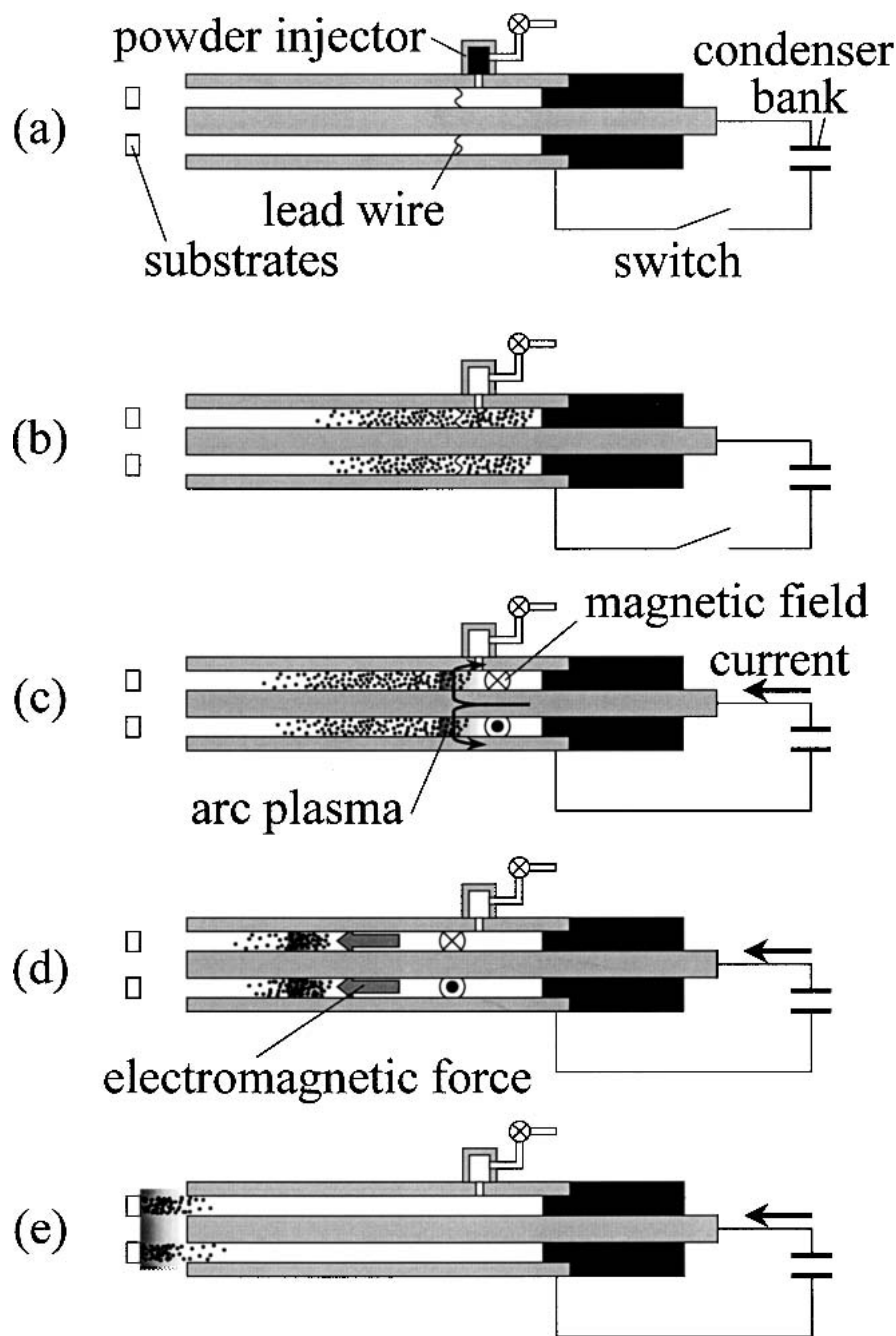 powder injector
condenser
bank
(a)
lead wire
substrates
switch
(b)
magnetic field
current
(c)
arc plasma
(d)
electromagnetic force
(e)